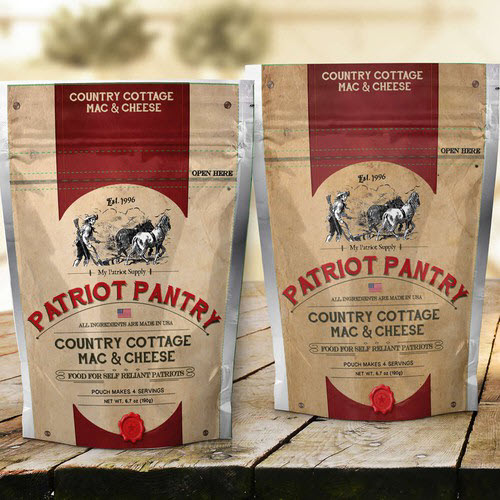 COUNTRY COTTAGE
MAC & CHEESE
OPEN HERE
Est. 1996
My Patriot Supply
PATRIOT PANTRY
ALL INGREDIENTS ARE MADE IN USA
COUNTRY COTTAGE
MAC & CHEESE
FOOD FOR SELF RELIANT PATRIOTS
POUCH MAKES 4 SERVINGS
NET WT. 6.7 oz (190g)
COUNTRY COTTAGE
MAC & CHEESE
OPEN HERE
Est. 1996
My Patriot Supply
PATRIOT PANTRY
ALL INGREDIENTS ARE MADE IN USA
COUNTRY COTTAGE
MAC & CHEESE
FOOD FOR SELF RELIANT PATRIOTS
POUCH MAKES 4 SERVINGS
NET WT. 6.7 oz (190g)